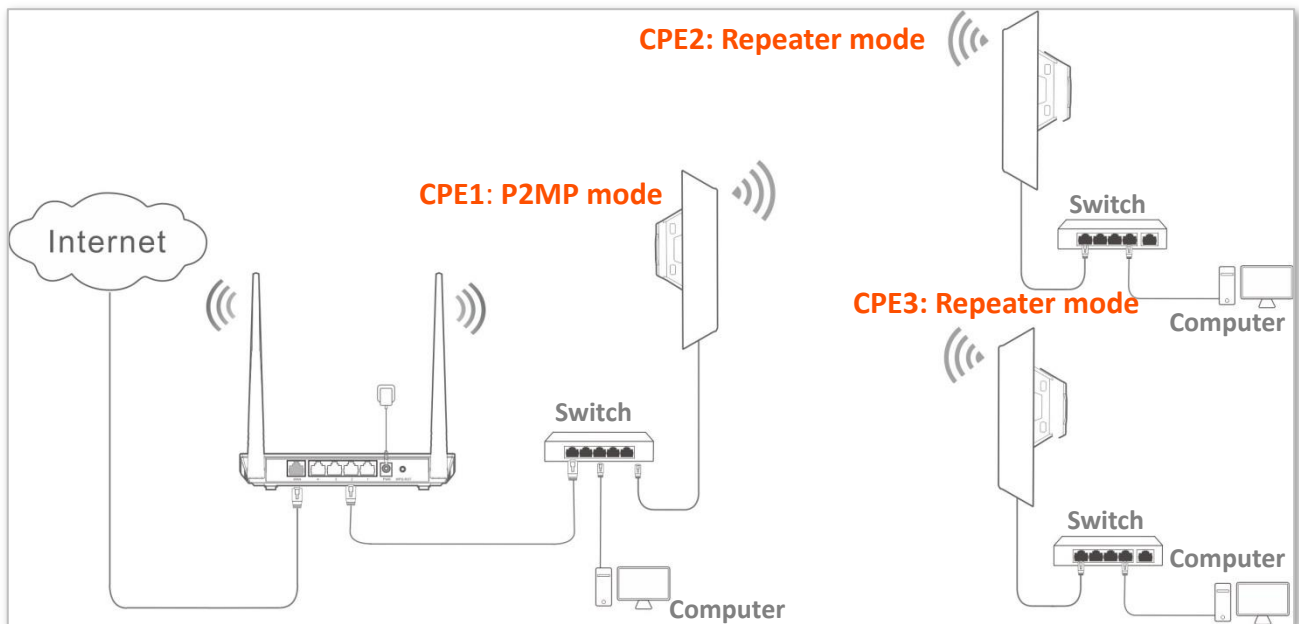 CPE2: Repeater mode
CPE1: P2MP mode
Switch
Internet
CPE3: Repeater mode
Computer
Switch
Switch
Computer
Computer